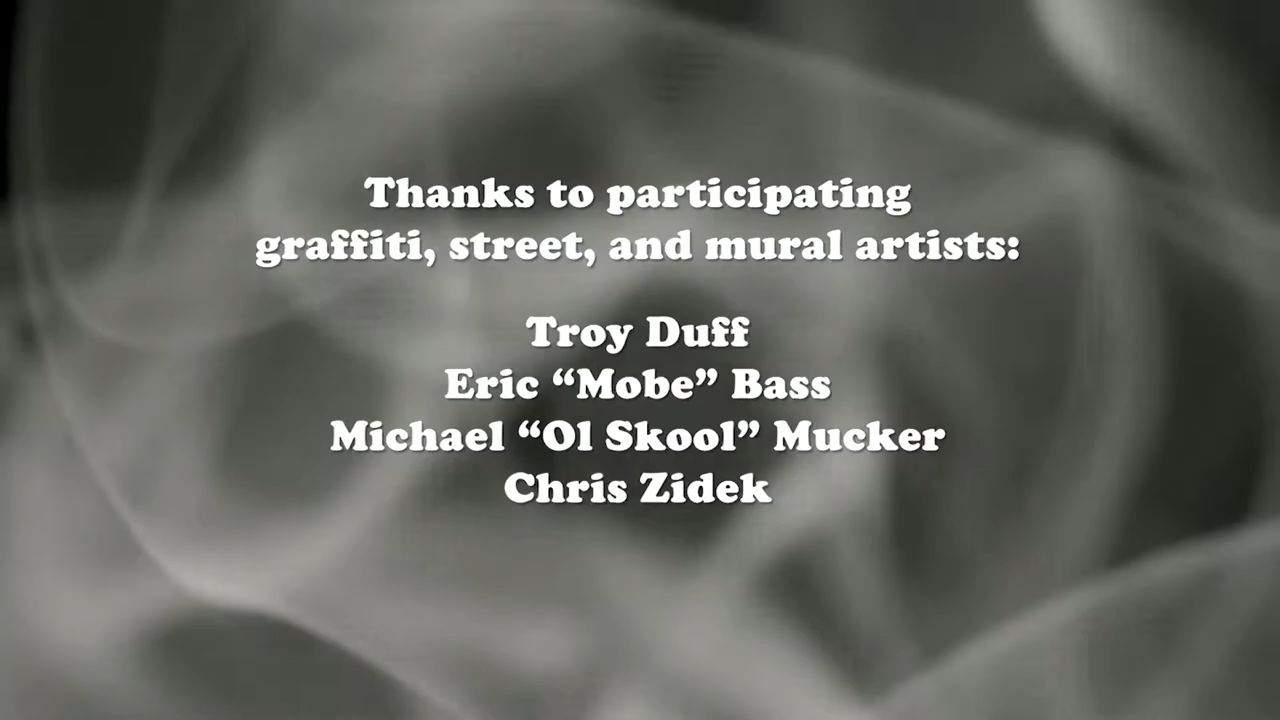 Thanks to participating
graffiti, street, and mural artists:
Troy Duff
Eric “Mobe” Bass
Michael “Ol Skool” Mucker
Chris Zidek